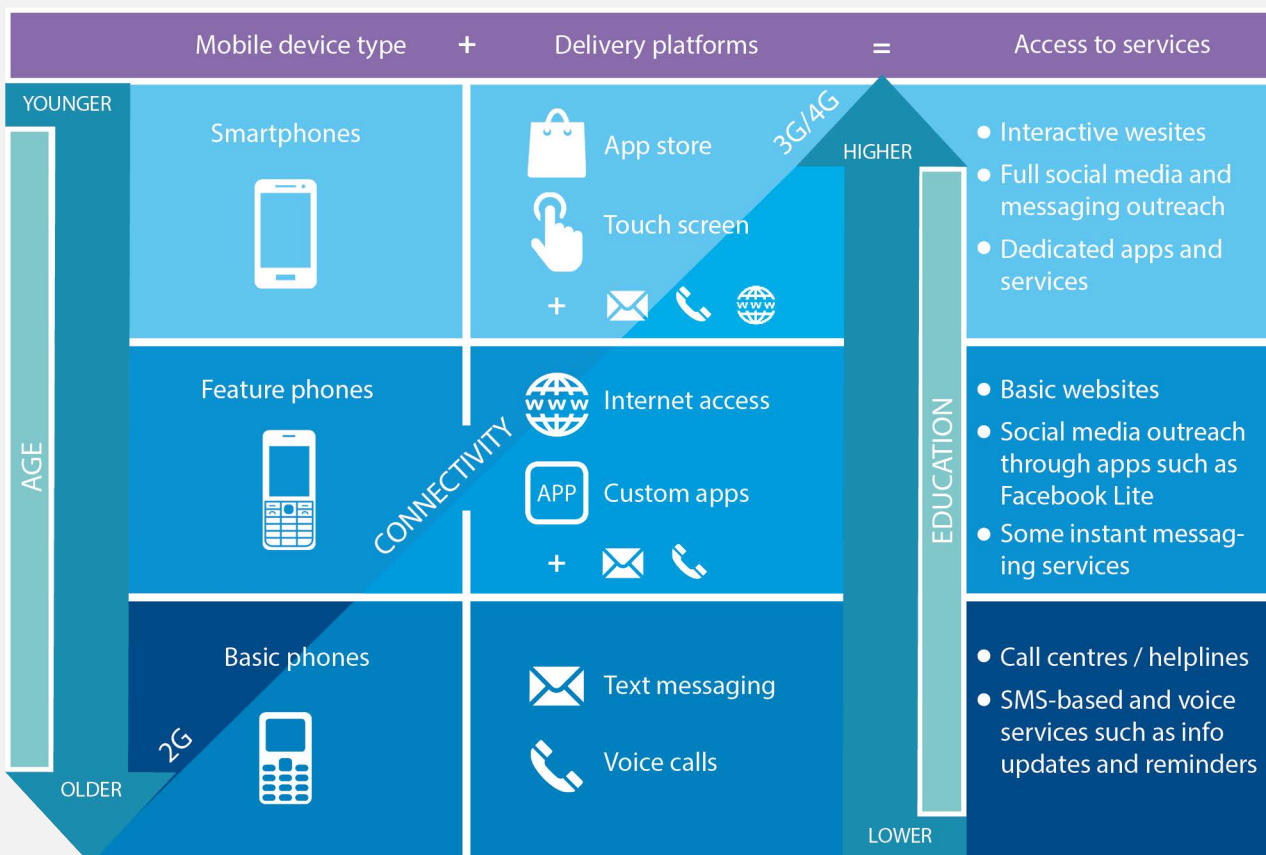 Mobile device type + Delivery platforms = Access to services
YOUNGER
AGE
OLDER
Smartphones
App store
Touch screen
+ www
3G/4G
HIGHER
EDUCATION
LOWER
● Interactive wesites
● Full social media and
messaging outreach
● Dedicated apps and
services
Feature phones
CONNECTIVITY
www Internet access
APP Custom apps
+
● Basic websites
● Social media outreach
through apps such as
Facebook Lite
● Some instant messag-
ing services
Basic phones
2G
Text messaging
Voice calls
● Call centres / helplines
● SMS-based and voice
services such as info
updates and reminders